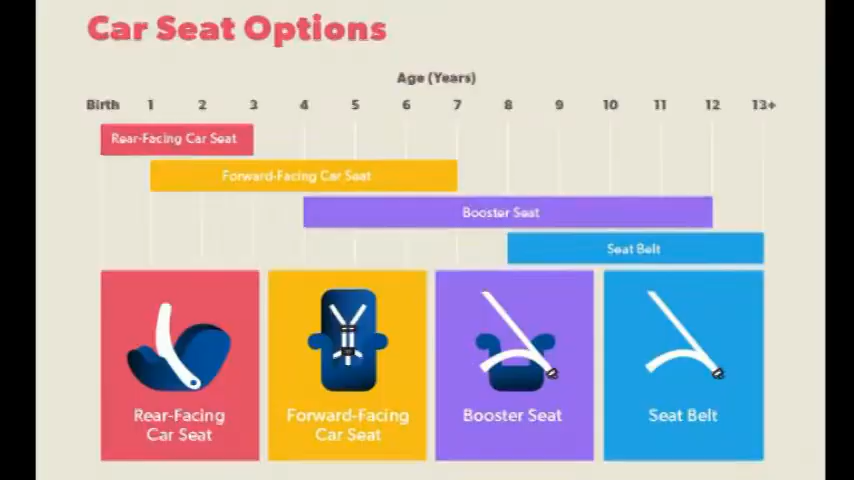 Car Seat Options
Age (Years)
Birth 1 2 3 4 5 6 7 8 9 10 11 12 13+
Rear-Facing Car Seat
Forward-Facing Car Seat
Booster Seat
Seat Belt
Rear-Facing
Car Seat
Forward-Facing
Car Seat
Booster Seat
Seat Belt